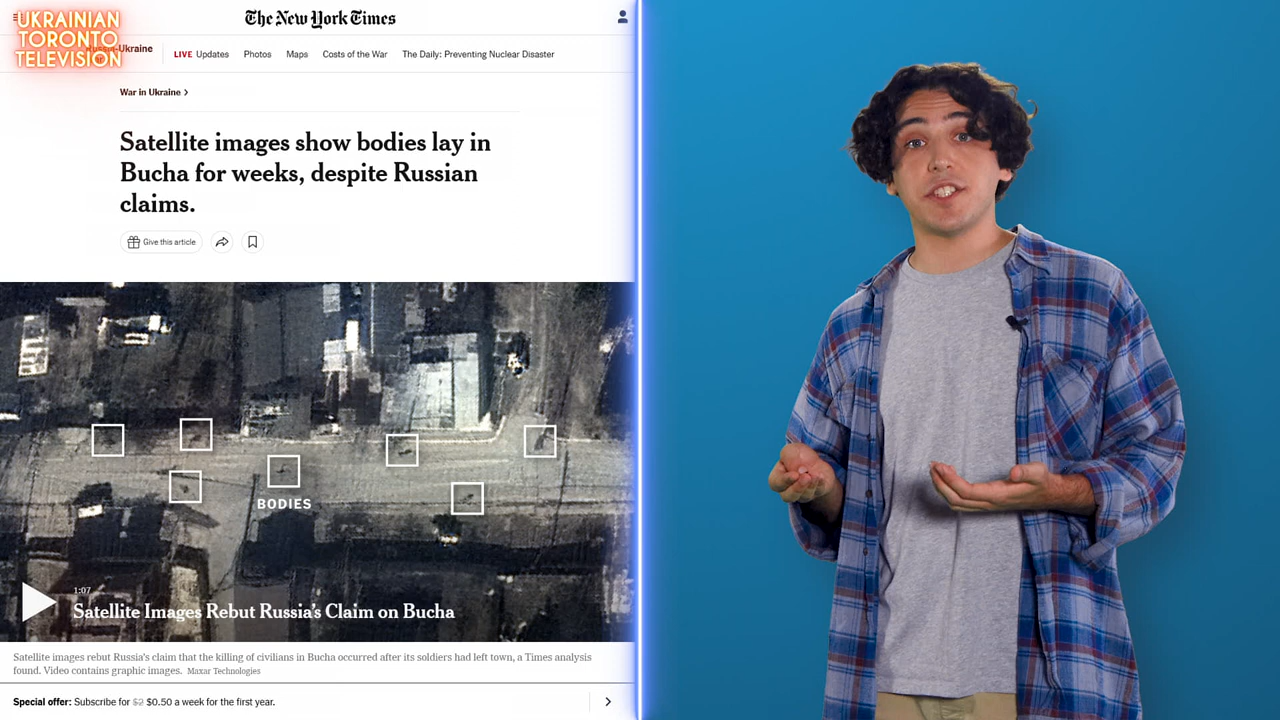 UKRAINIAN
TORONTO
TELEVISION
The New York Times
Russia-Ukraine
LIVE Updates Photos Maps Costs of the War The Daily: Preventing Nuclear Disaster
War in Ukraine >
Satellite images show bodies lay in
Bucha for weeks, despite Russian
claims.
Give this article
BODIES
1:07
Satellite Images Rebut Russia's Claim on Bucha
Satellite images rebut Russia's claim that the killing of civilians in Bucha occurred after its soldiers had left town, a Times analysis
found. Video contains graphic images. Maxar Technologies
Special offer: Subscribe for $2 $0.50 a week for the first year.